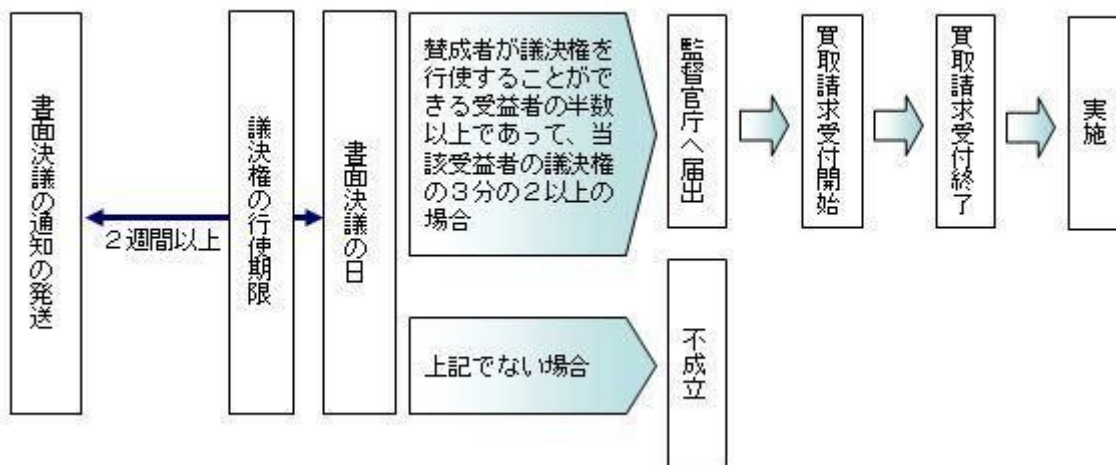 書面決議の通知の発送
２週間以上
議決権の行使期限
書面決議の日
賛成者が議決権を
行使することがで
きる受益者の半数
以上であって、当
該受益者の議決権
の３分の２以上の
場合
監督官庁へ届出
買取請求受付開始
買取請求受付終了
実施
上記でない場合
不成立